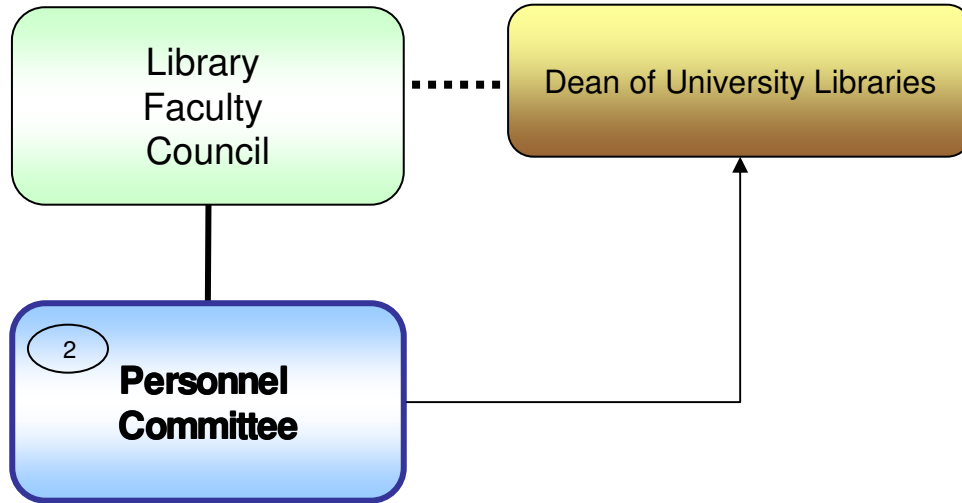 Library
Faculty
Council
Dean of University Libraries
2
Personnel
Committee